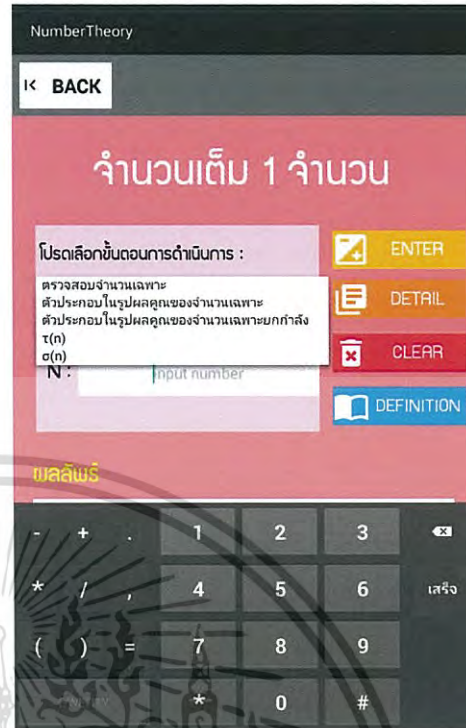 NumberTheory
BACK
จำนวนเต็ม 1 จำนวน
โปรดเลือกขั้นตอนการดำเนินการ :
ตรวจสอบจำนวนเฉพาะ
ตัวประกอบในรูปผลคูณของจำนวนเฉพาะ
ตัวประกอบในรูปผลคูณของจำนวนเฉพาะยกกำลัง
τ(n)
σ(n)
N : input number
ENTER
DETAIL
CLEAR
DEFINITION
ผลลัพธ์
- + . 1 2 3
* / , 4 5 6 เสร็จ
( ) = 7 8 9
* 0 #